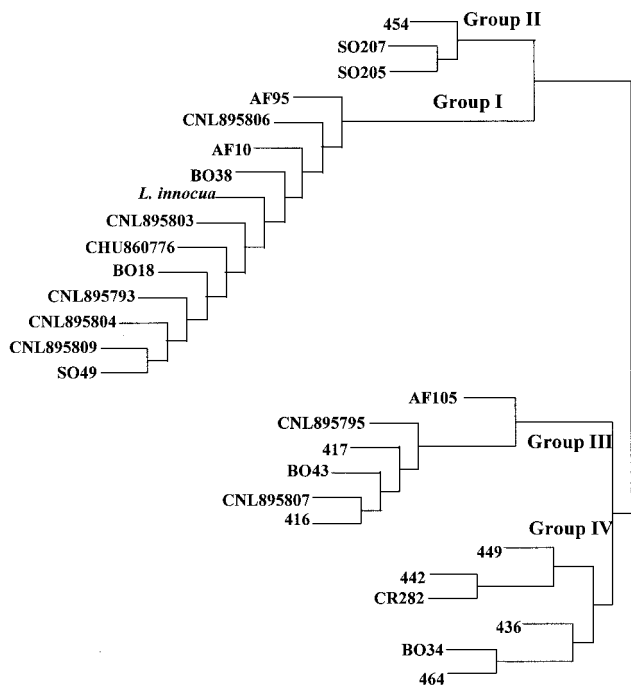 454
Group II
SO207
SO205
AF95
Group I
CNL895806
AF10
BO38
L. innocua
CNL895803
CHU860776
BO18
CNL895793
CNL895804
CNL895809
SO49
AF105
CNL895795
Group III
417
BO43
CNL895807
416
Group IV
449
442
CR282
436
BO34
464